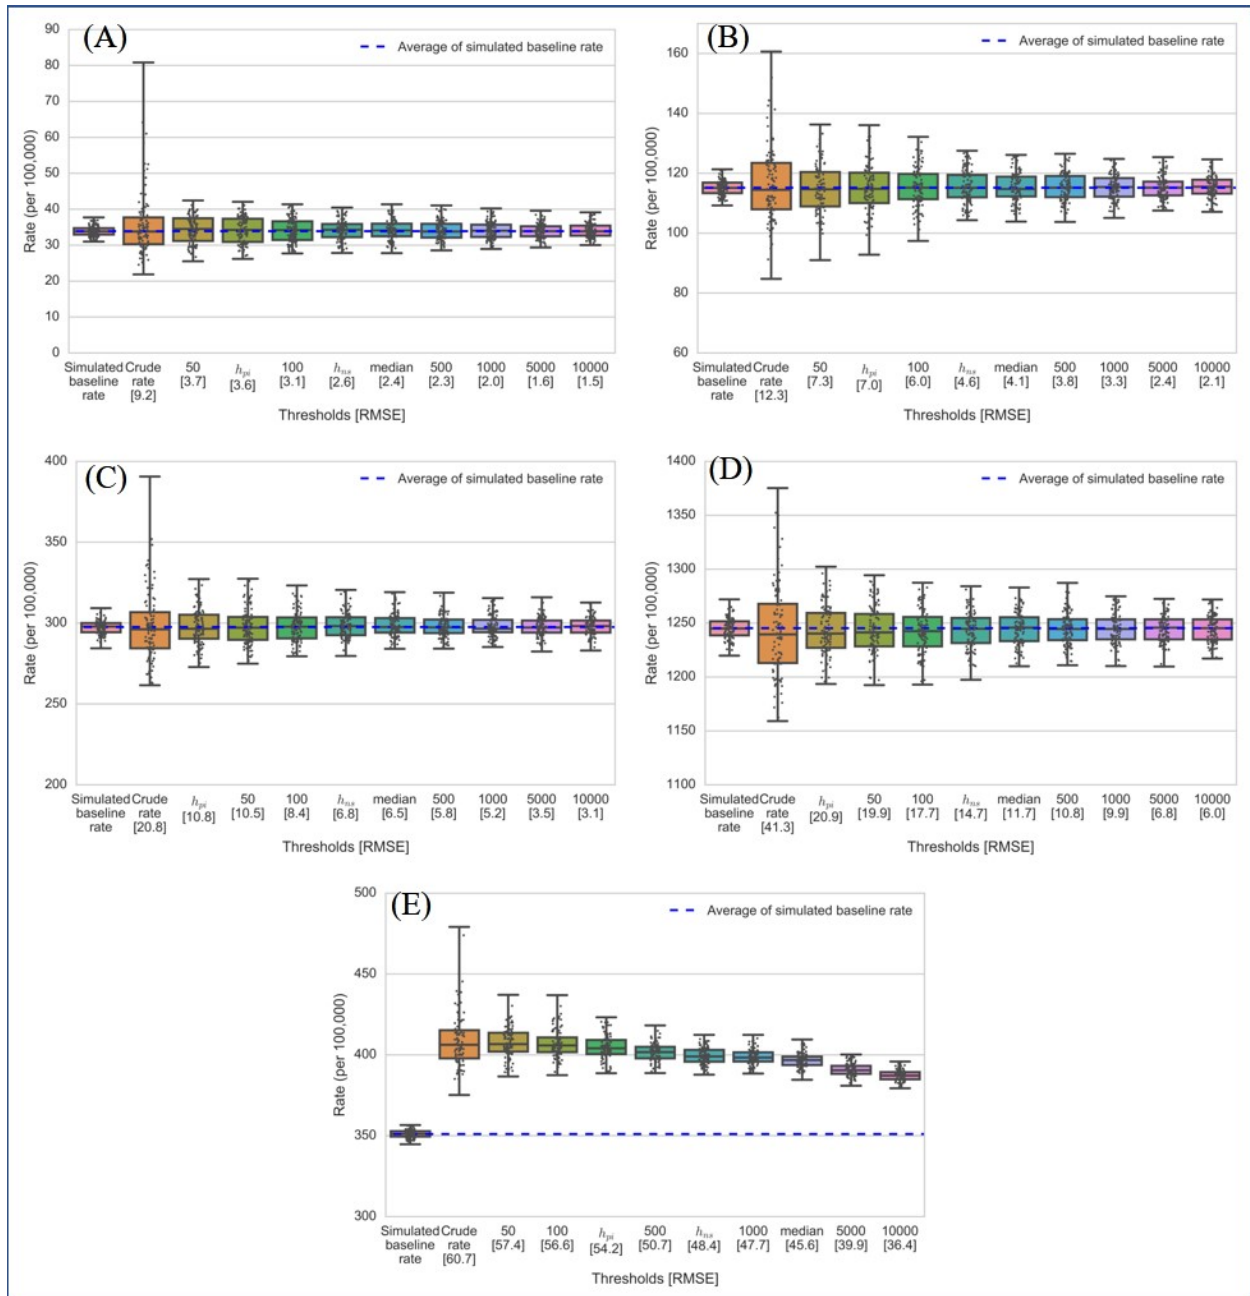 (A)
Average of simulated baseline rate
Rate (per 100,000)
90
80
70
60
50
40
30
20
10
0
Simulated Crude 50 h_pi 100 h_ns median 500 1000 5000 10000
baseline rate [3.7] [3.6] [3.1] [2.6] [2.4] [2.3] [2.0] [1.6] [1.5]
rate [9.2]
Thresholds [RMSE]
(B)
Average of simulated baseline rate
Rate (per 100,000)
160
140
120
100
80
60
Simulated Crude 50 h_pi 100 h_ns median 500 1000 5000 10000
baseline rate [7.3] [7.0] [6.0] [4.6] [4.1] [3.8] [3.3] [2.4] [2.1]
rate [12.3]
Thresholds [RMSE]
(C)
Average of simulated baseline rate
Rate (per 100,000)
400
350
300
250
200
Simulated Crude h_pi 50 100 h_ns median 500 1000 5000 10000
baseline rate [10.8] [10.5] [8.4] [6.8] [6.5] [5.8] [5.2] [3.5] [3.1]
rate [20.8]
Thresholds [RMSE]
(D)
Average of simulated baseline rate
Rate (per 100,000)
1400
1350
1300
1250
1200
1150
1100
Simulated Crude h_pi 50 100 h_ns median 500 1000 5000 10000
baseline rate [20.9] [19.9] [17.7] [14.7] [11.7] [10.8] [9.9] [6.8] [6.0]
rate [41.3]
Thresholds [RMSE]
(E)
Average of simulated baseline rate
Rate (per 100,000)
500
450
400
350
300
Simulated Crude 50 100 h_pi 500 h_ns 1000 median 5000 10000
baseline rate [57.4] [56.6] [54.2] [50.7] [48.4] [47.7] [45.6] [39.9] [36.4]
rate [60.7]
Thresholds [RMSE]